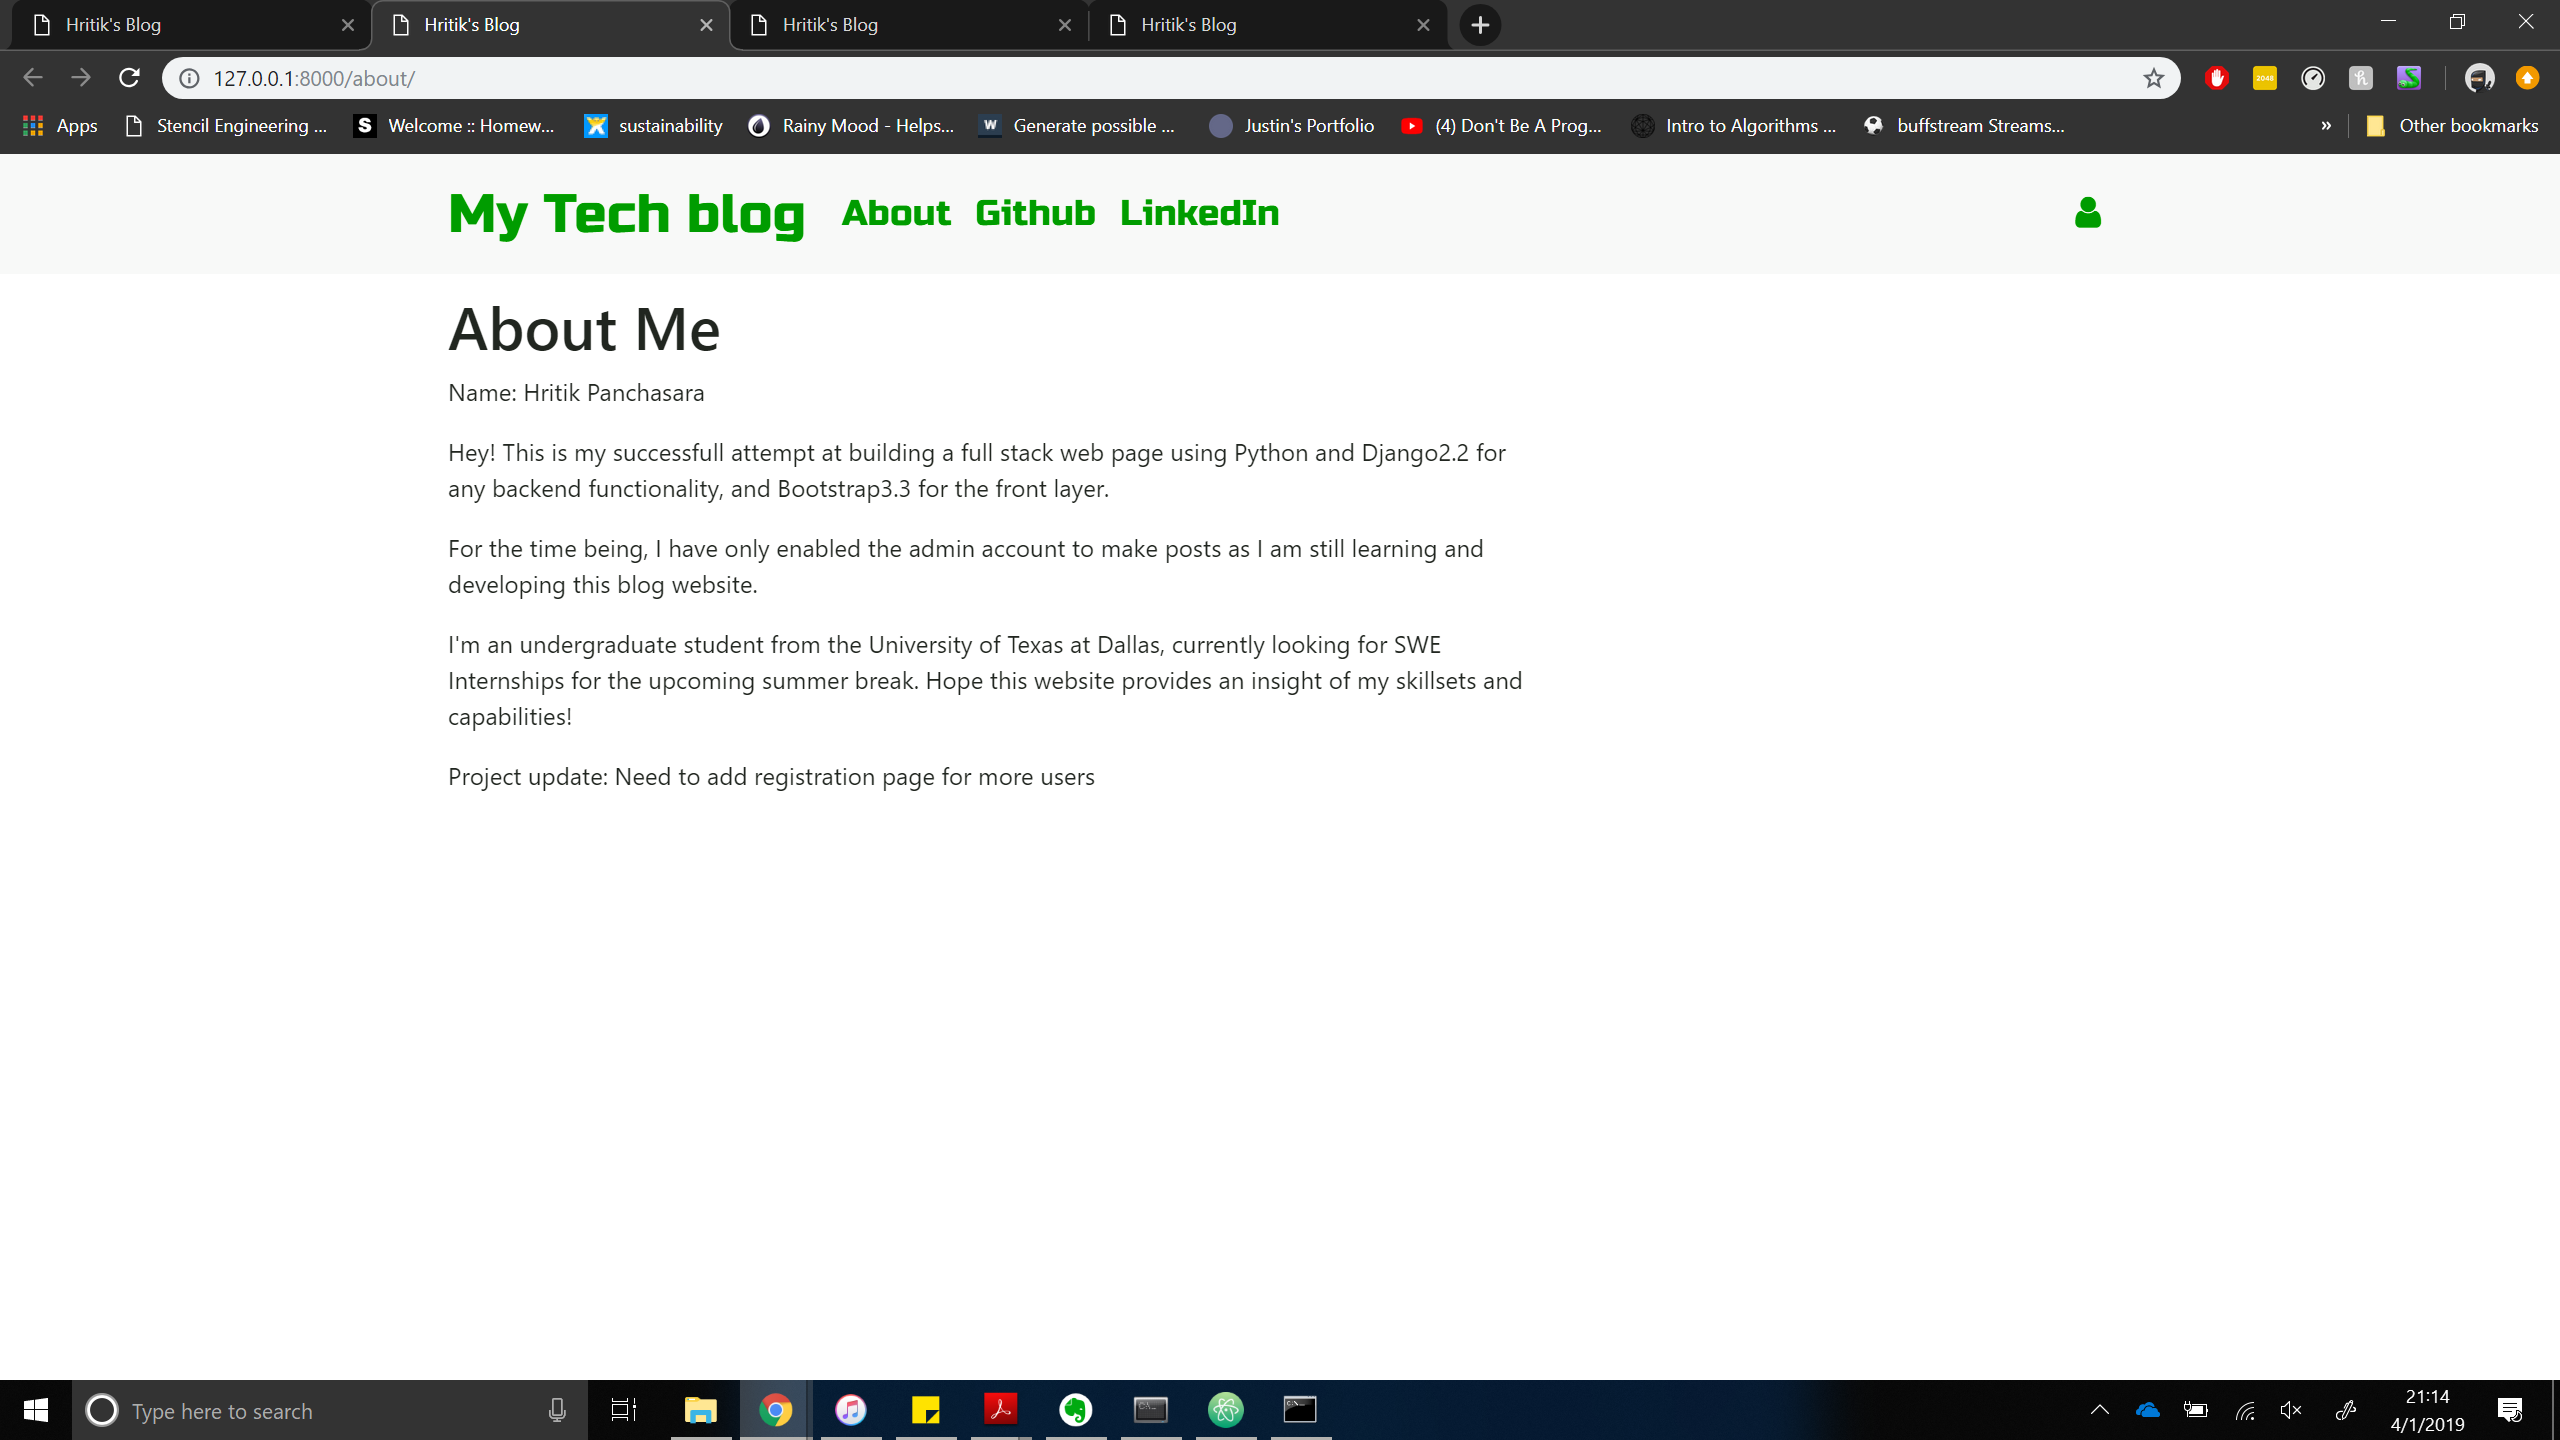 Hritik's Blog
Hritik's Blog
Hritik's Blog
Hritik's Blog
127.0.0.1:8000/about/
2048
Apps
Stencil Engineering ...
Welcome :: Homew...
sustainability
Rainy Mood - Helps...
Generate possible ...
Justin's Portfolio
(4) Don't Be A Prog...
Intro to Algorithms ...
buffstream Streams...
»
Other bookmarks
My Tech blog About Github LinkedIn
About Me
Name: Hritik Panchasara
Hey! This is my successfull attempt at building a full stack web page using Python and Django2.2 for
any backend functionality, and Bootstrap3.3 for the front layer.
For the time being, I have only enabled the admin account to make posts as I am still learning and
developing this blog website.
I'm an undergraduate student from the University of Texas at Dallas, currently looking for SWE
Internships for the upcoming summer break. Hope this website provides an insight of my skillsets and
capabilities!
Project update: Need to add registration page for more users
Type here to search
21:14
4/1/2019